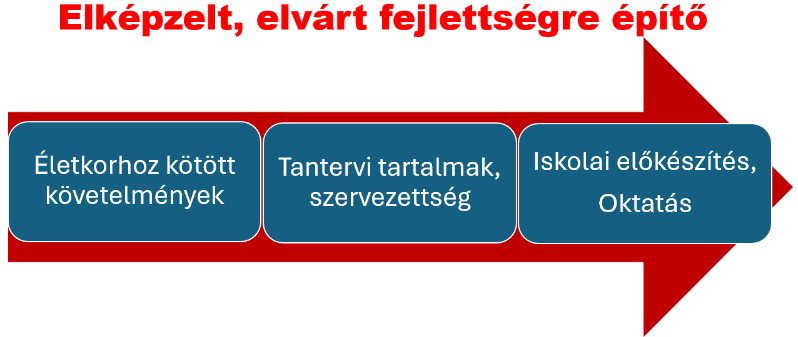 Elképzelt, elvárt fejlettségre építő
Életkorhoz kötött
követelmények
Tantervi tartalmak,
szervezettség
Iskolai előkészítés,
Oktatás